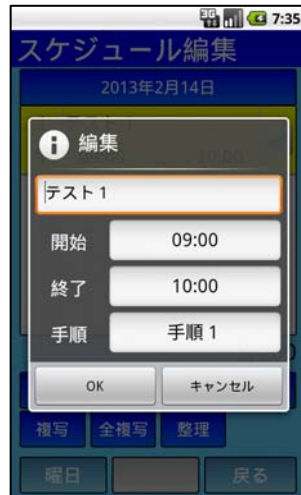 3G 7:35
スケジュール編集
2013年2月14日
編集
テスト1
開始 09:00
終了 10:00
手順 手順1
OK キャンセル
複写 全複写 整理
曜日 戻る